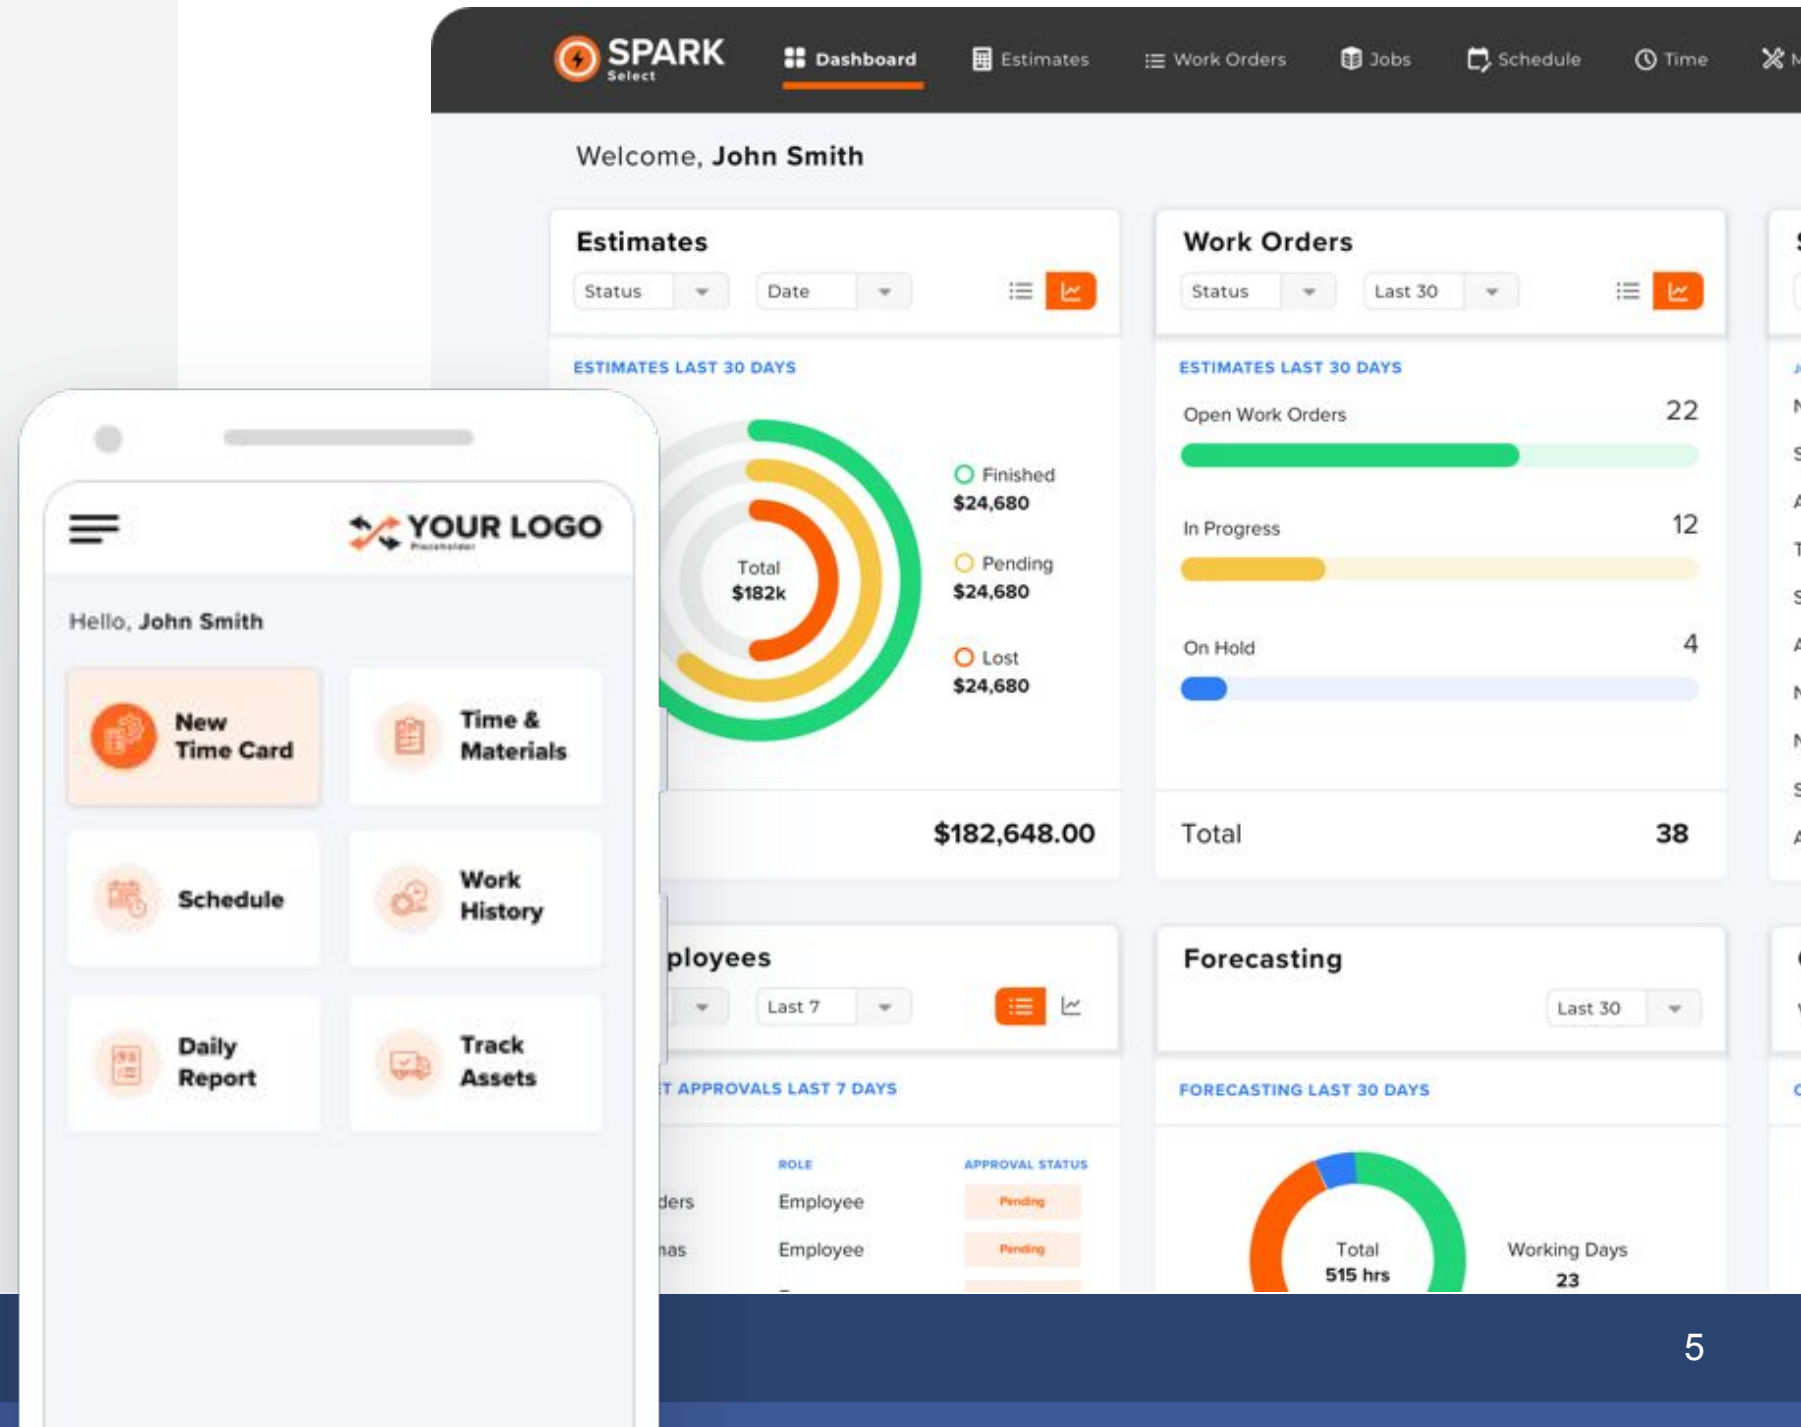 SPARK
Select
Dashboard
Estimates
Work Orders
Jobs
Schedule
Time
Welcome, John Smith
Estimates
Status
Date
ESTIMATES LAST 30 DAYS
Total
$182k
Finished
$24,680
Pending
$24,680
Lost
$24,680
$182,648.00
Work Orders
Status
Last 30
ESTIMATES LAST 30 DAYS
Open Work Orders
22
In Progress
12
On Hold
4
Total
38
ployees
Last 7
T APPROVALS LAST 7 DAYS
ROLE
APPROVAL STATUS
ders
Employee
Pending
nas
Employee
Pending
Forecasting
Last 30
FORECASTING LAST 30 DAYS
Total
515 hrs
Working Days
23
YOUR LOGO
Placeholder
Hello, John Smith
New
Time Card
Time &
Materials
Schedule
Work
History
Daily
Report
Track
Assets
5